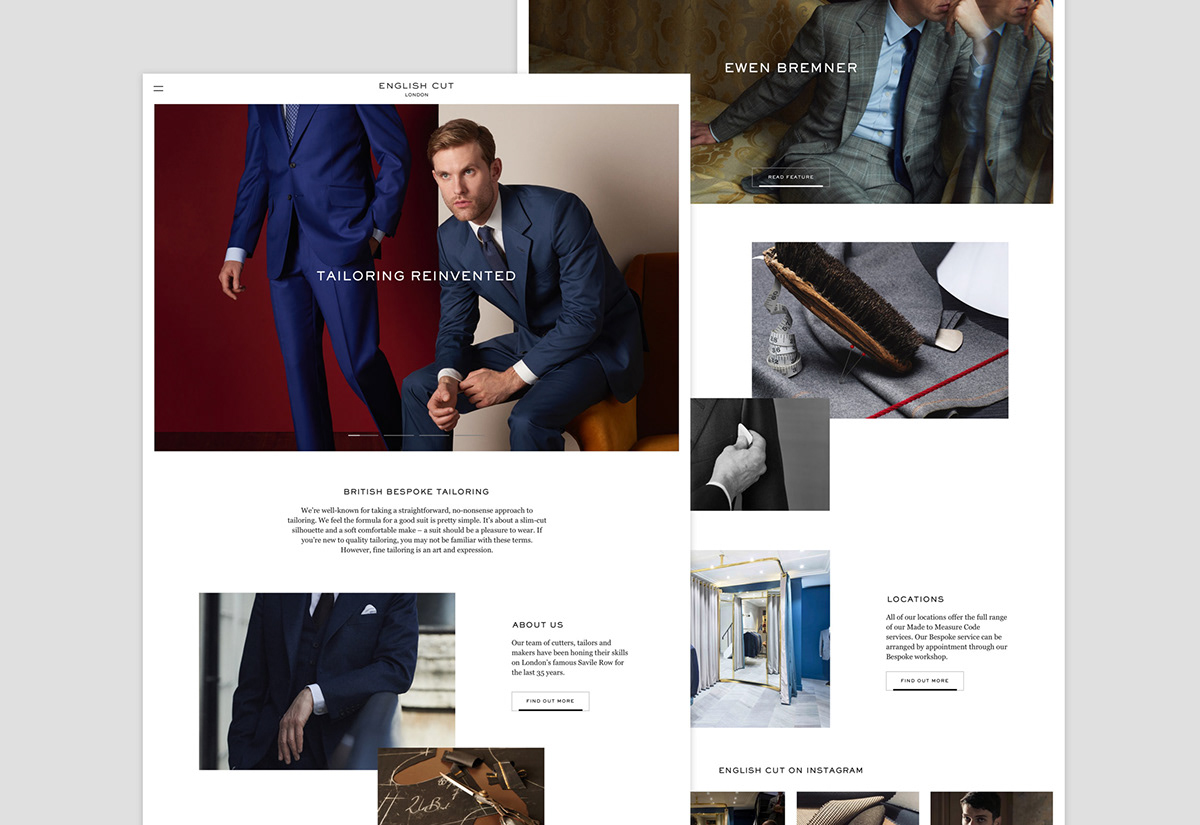 ENGLISH CUT
LONDON
TAILORING REINVENTED
BRITISH BESPOKE TAILORING
We're well-known for taking a straightforward, no-nonsense approach to
tailoring. We feel the formula for a good suit is pretty simple. It's about a slim-cut
silhouette and a soft comfortable make – a suit should be a pleasure to wear. If
you're new to quality tailoring, you may not be familiar with these terms.
However, fine tailoring is an art and expression.
ABOUT US
Our team of cutters, tailors and
makers have been honing their skills
on London's famous Savile Row for
the last 35 years.
FIND OUT MORE
EWEN BREMNER
READ FEATURE
LOCATIONS
All of our locations offer the full range
of our Made to Measure Code
services. Our Bespoke service can be
arranged by appointment through our
Bespoke workshop.
FIND OUT MORE
ENGLISH CUT ON INSTAGRAM